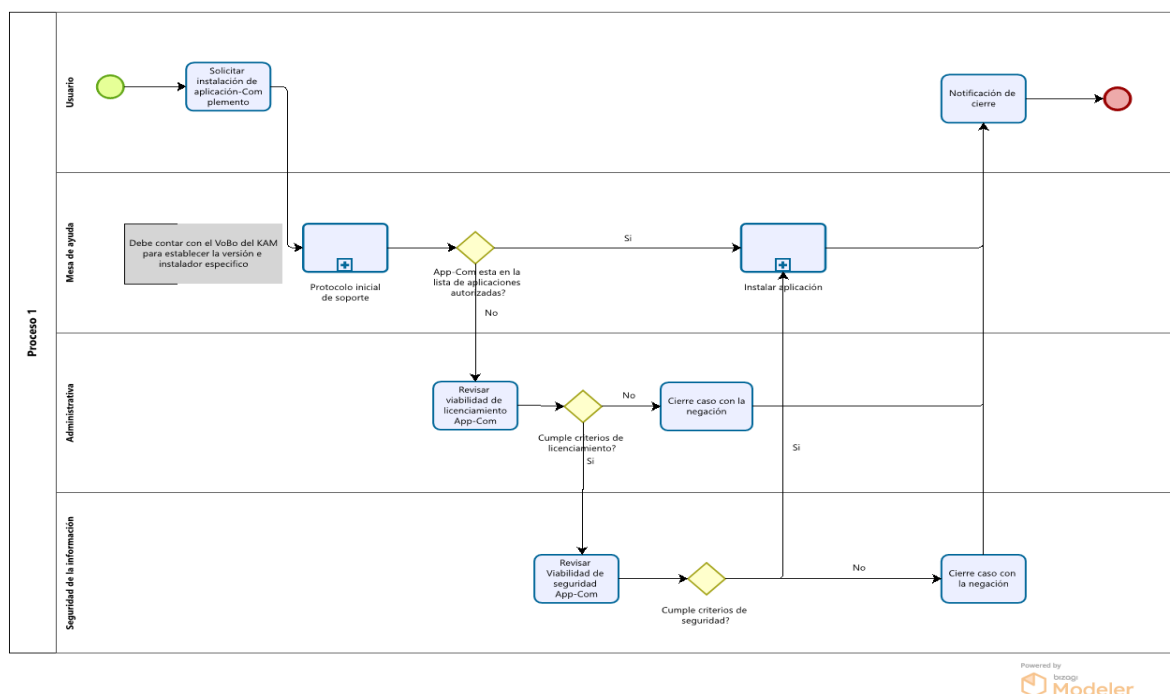 Proceso 1
Usuario
Solicitar
instalación de
aplicación-Com
plemento
Notificación de
cierre
Mesa de ayuda
Debe contar con el VoBo del KAM
para establecer la versión e
instalador especifico
Protocolo inicial
de soporte
App-Com esta en la
lista de aplicaciones
autorizadas?
Si
No
Instalar aplicación
Administrativa
Revisar
viabilidad de
licenciamiento
App-Com
Cumple criterios de
licenciamiento?
No
Si
Cierre caso con la
negación
Si
Seguridad de la información
Revisar
Viabilidad de
seguridad
App-Com
Cumple criterios de
seguridad?
No
Cierre caso con
la negación
Powered by
bizagi
Modeler